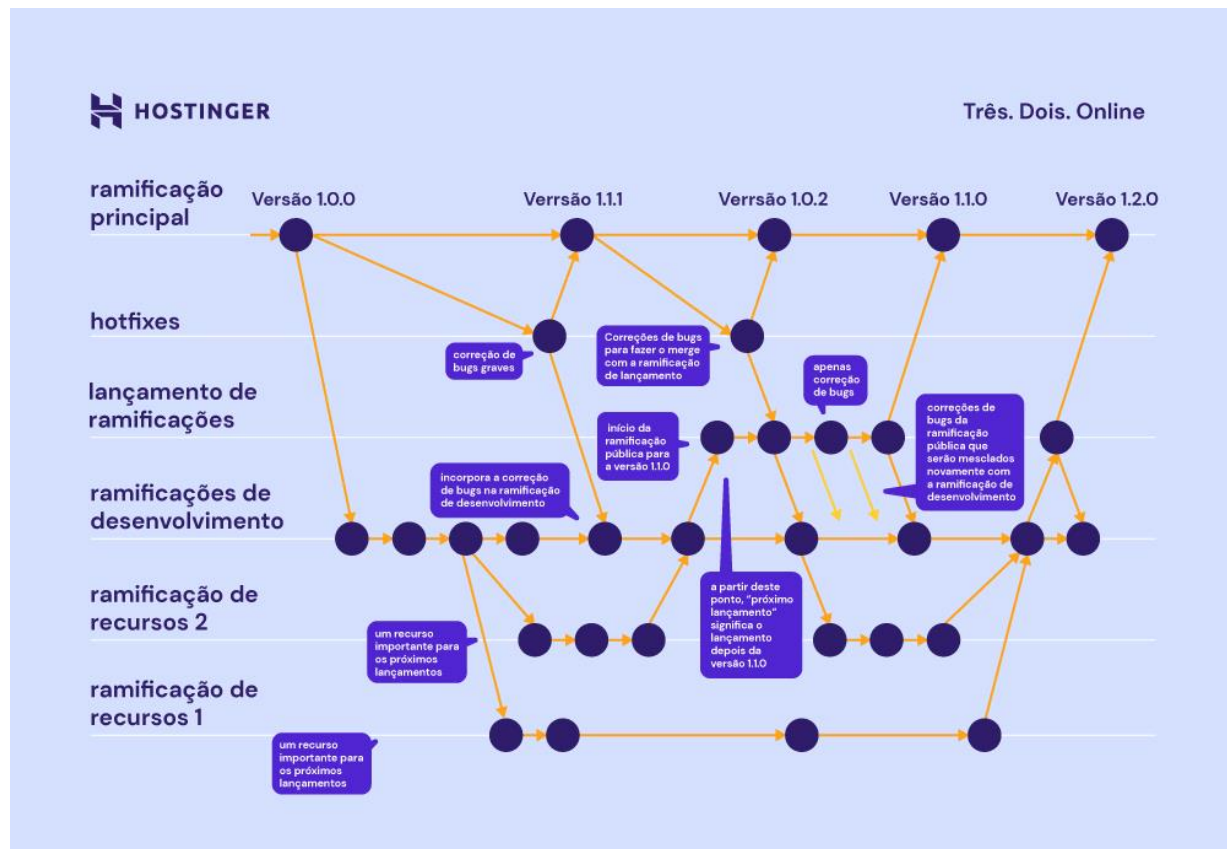 HOSTINGER
Três. Dois. Online
ramificação
principal
Versão 1.0.0
Verrsão 1.1.1
Verrsão 1.0.2
Versão 1.1.0
Versão 1.2.0
hotfixes
correção de
bugs graves
Correções de bugs
para fazer o merge
com a ramificação
de lançamento
lançamento de
ramificações
apenas
correção
de bugs
início da
ramificação
pública para
a versão 1.1.0
correções de
bugs da
ramificação
pública que
serão mesclados
novamente com
a ramificação de
desenvolvimento
ramificações de
desenvolvimento
incorpora a correção
de bugs na ramificação
de desenvolvimento
a partir deste
ponto, “próximo
lançamento”
significa o
lançamento
depois da
versão 1.1.0
ramificação de
recursos 2
um recurso
importante para
os próximos
lançamentos
ramificação de
recursos 1
um recurso
importante para
os próximos
lançamentos